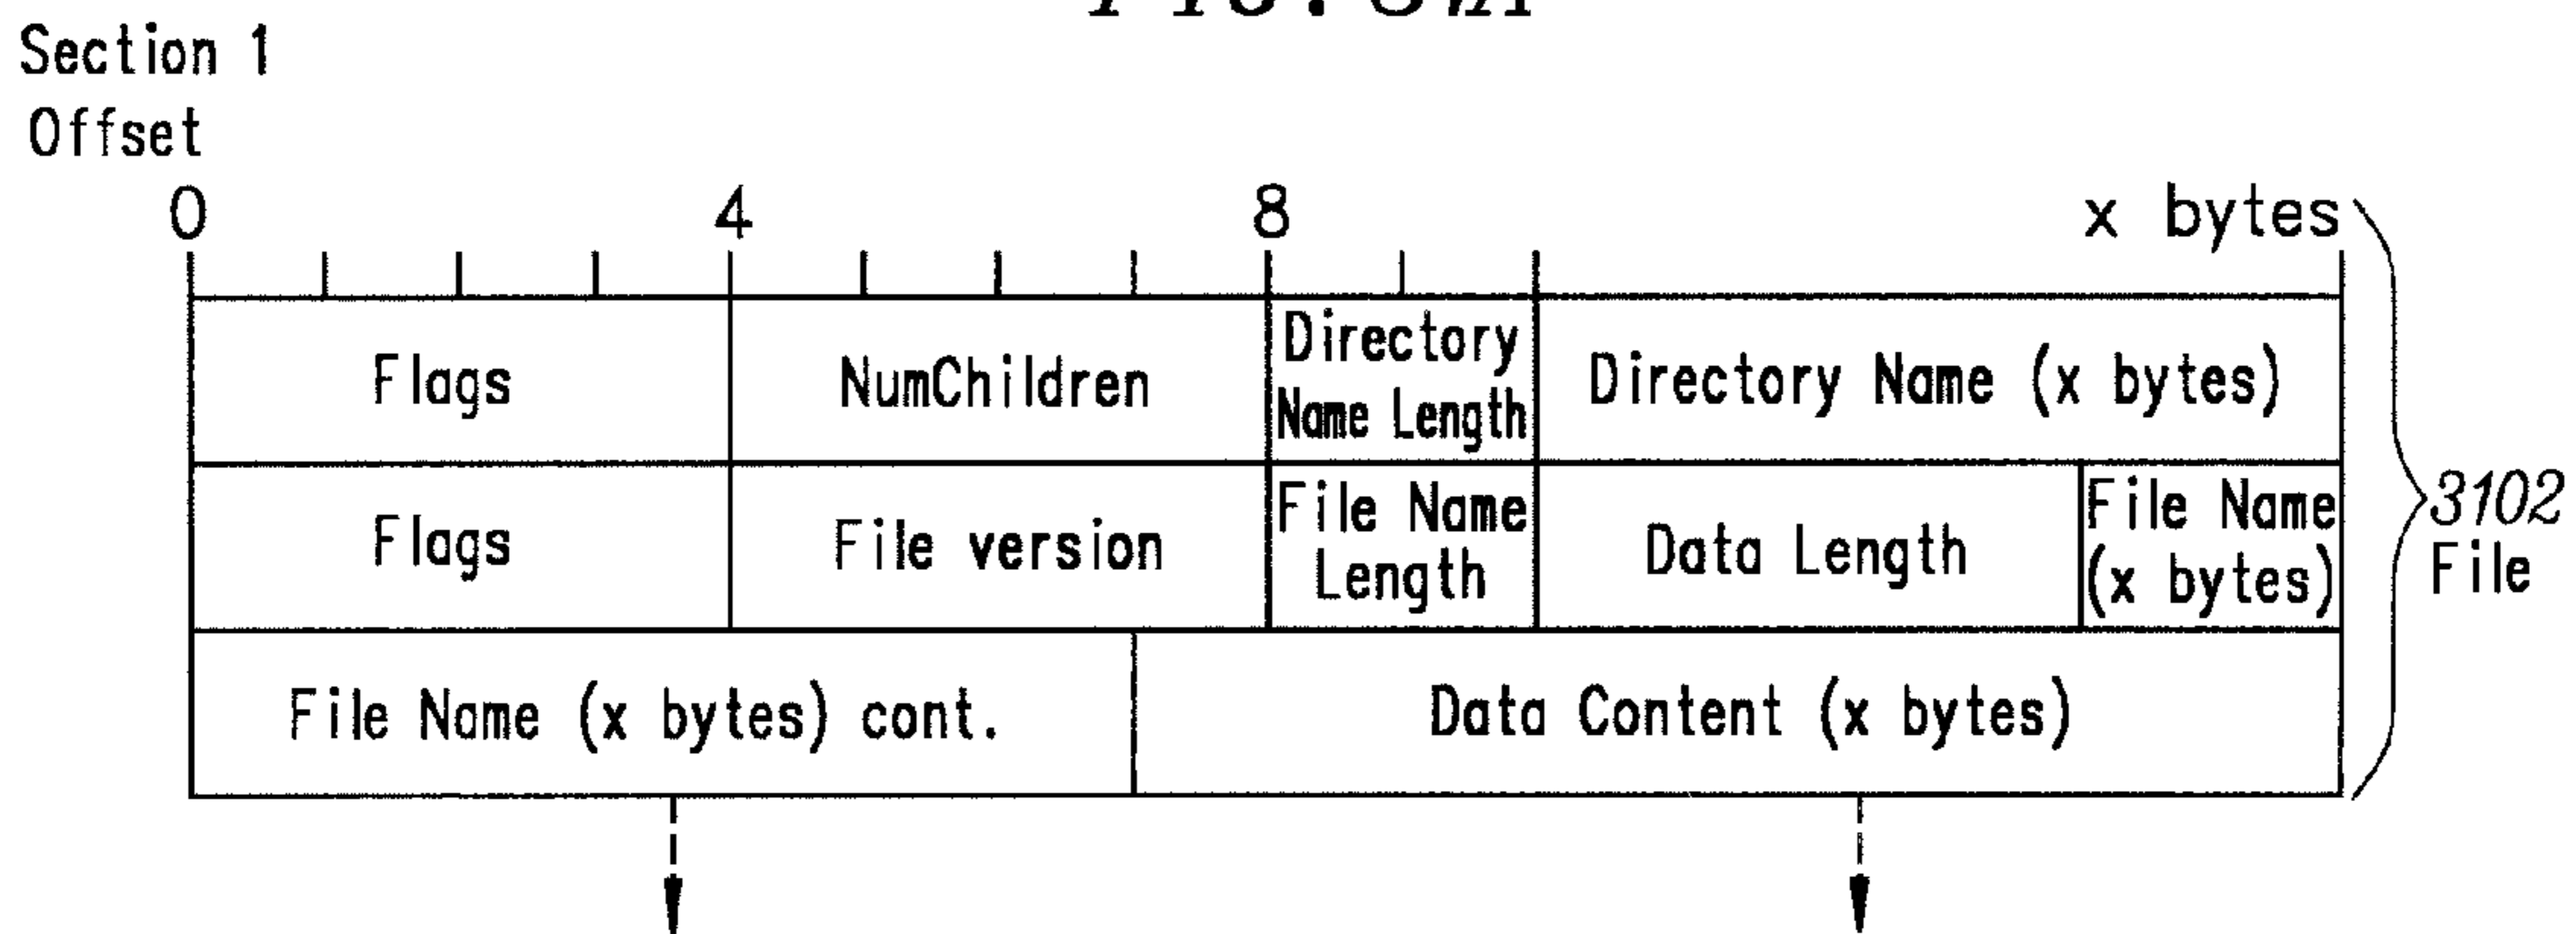 Section 1
Offset
0 4 8 x bytes
Flags NumChildren Directory Name Length Directory Name (x bytes)
Flags File version File Name Length Data Length File Name (x bytes)
File Name (x bytes) cont. Data Content (x bytes)
3102
File